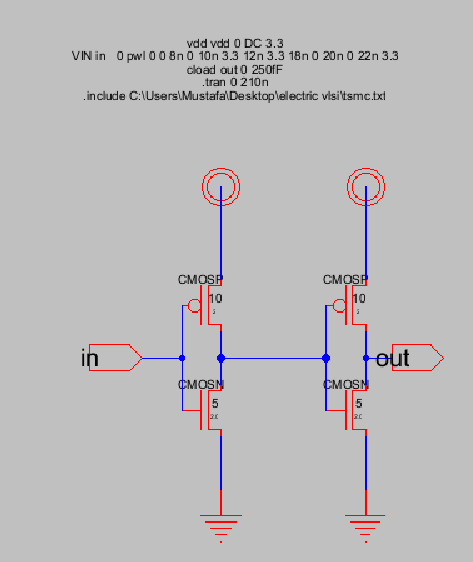 vdd vdd 0 DC 3.3
VIN in 0 pwl 0 0 8n 0 10n 3.3 12n 3.3 18n 0 20n 0 22n 3.3
cload out 0 250fF
.tran 0 210n
.include C:\Users\Mustafa\Desktop\electric vlsi\tsmc.txt
CMOSP CMOSP
10 10
in out
CMOSN CMOSN
5 5